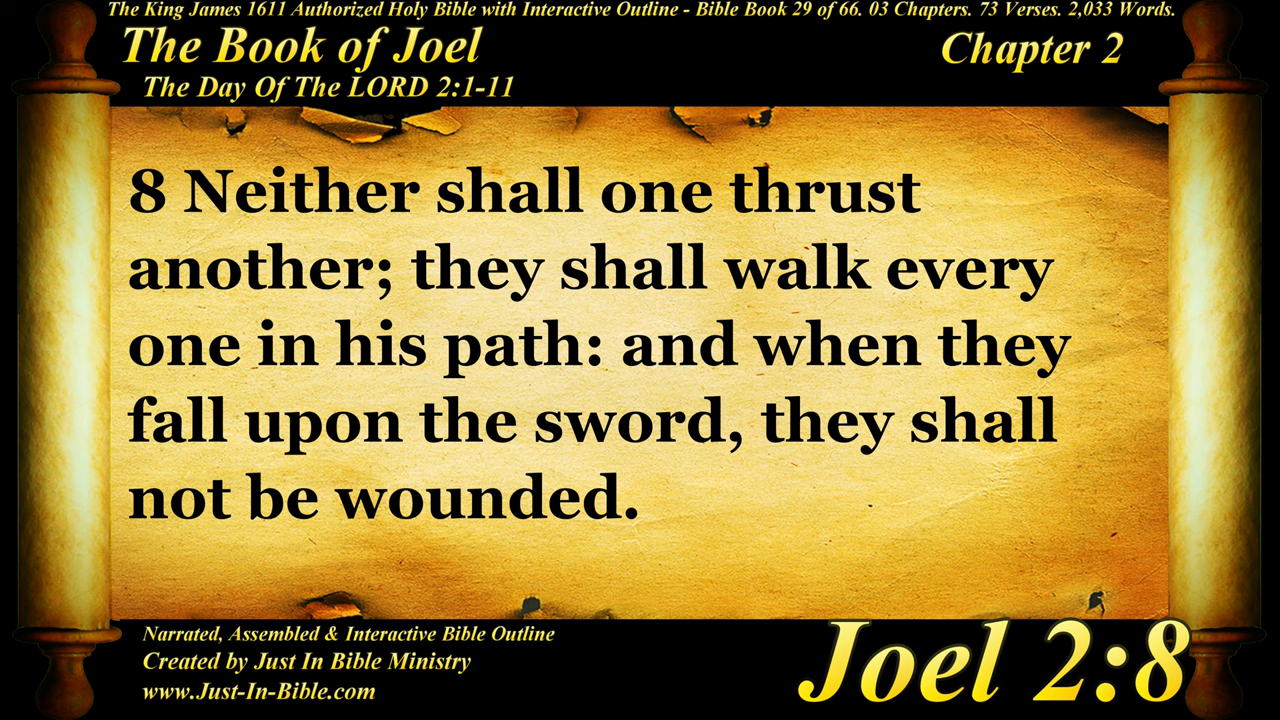 The King James 1611 Authorized Holy Bible with Interactive Outline - Bible Book 29 of 66. 03 Chapters. 73 Verses. 2,033 Words.
The Book of Joel
Chapter 2
The Day Of The LORD 2:1-11
8 Neither shall one thrust
another; they shall walk every
one in his path: and when they
fall upon the sword, they shall
not be wounded.
Narrated, Assembled & Interactive Bible Outline
Created by Just In Bible Ministry
www.Just-In-Bible.com
Joel 2:8